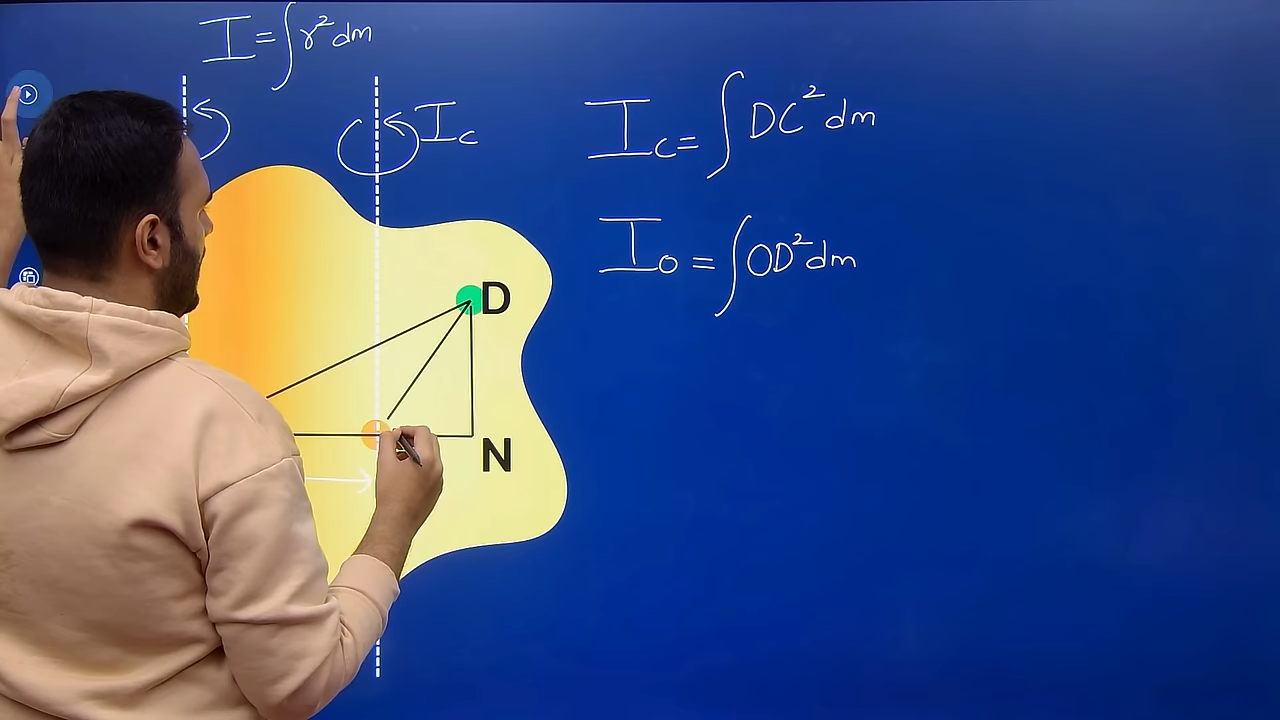 I = ∫r²dm
I_C
I_C = ∫DC²dm
I_O = ∫OD²dm
D
N